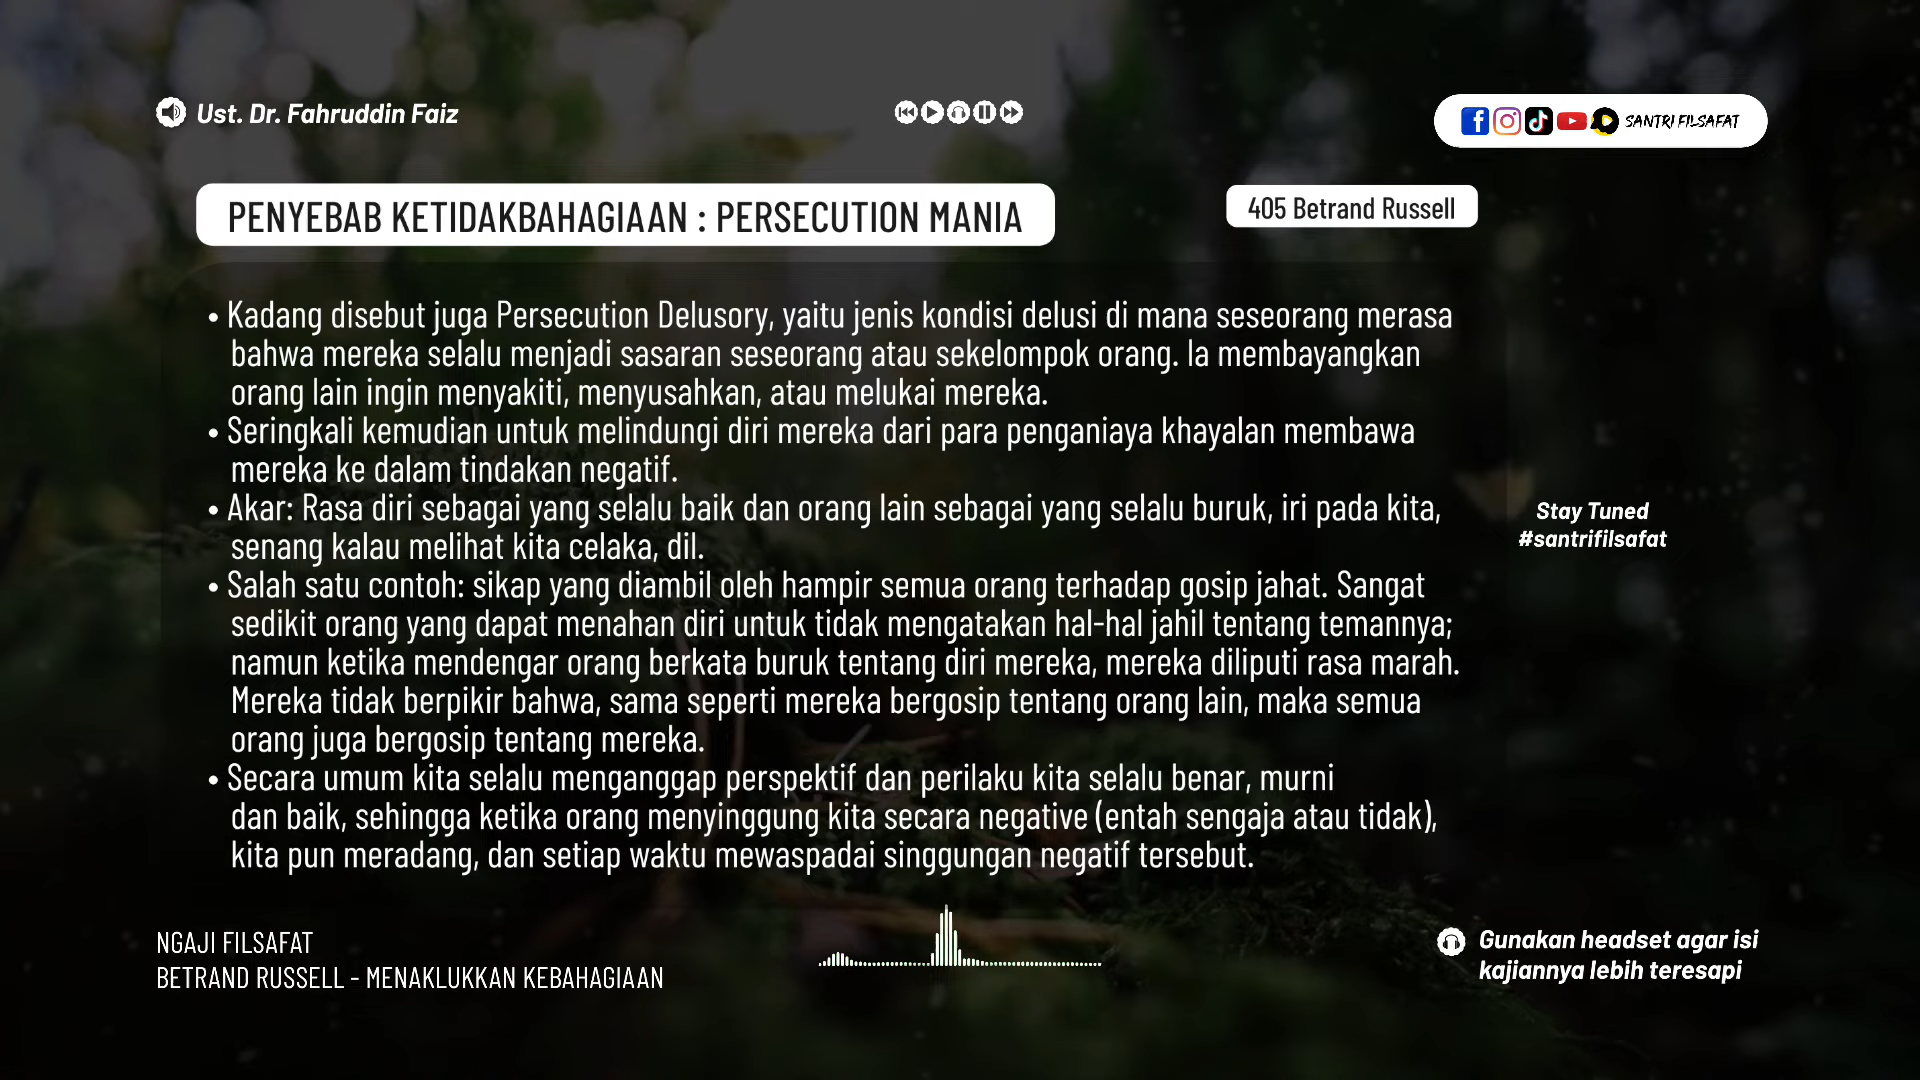 Ust. Dr. Fahruddin Faiz
SANTRI FILSAFAT
PENYEBAB KETIDAKBAHAGIAAN : PERSECUTION MANIA
405 Betrand Russell
• Kadang disebut juga Persecution Delusory, yaitu jenis kondisi delusi di mana seseorang merasa
bahwa mereka selalu menjadi sasaran seseorang atau sekelompok orang. Ia membayangkan
orang lain ingin menyakiti, menyusahkan, atau melukai mereka.
• Seringkali kemudian untuk melindungi diri mereka dari para penganiaya khayalan membawa
mereka ke dalam tindakan negatif.
• Akar: Rasa diri sebagai yang selalu baik dan orang lain sebagai yang selalu buruk, iri pada kita,
senang kalau melihat kita celaka, dil.
• Salah satu contoh: sikap yang diambil oleh hampir semua orang terhadap gosip jahat. Sangat
sedikit orang yang dapat menahan diri untuk tidak mengatakan hal-hal jahil tentang temannya;
namun ketika mendengar orang berkata buruk tentang diri mereka, mereka diliputi rasa marah.
Mereka tidak berpikir bahwa, sama seperti mereka bergosip tentang orang lain, maka semua
orang juga bergosip tentang mereka.
• Secara umum kita selalu menganggap perspektif dan perilaku kita selalu benar, murni
dan baik, sehingga ketika orang menyinggung kita secara negative (entah sengaja atau tidak),
kita pun meradang, dan setiap waktu mewaspadai singgungan negatif tersebut.
Stay Tuned
#santrifilsafat
NGAJI FILSAFAT
BETRAND RUSSELL - MENAKLUKKAN KEBAHAGIAAN
Gunakan headset agar isi
kajiannya lebih teresapi